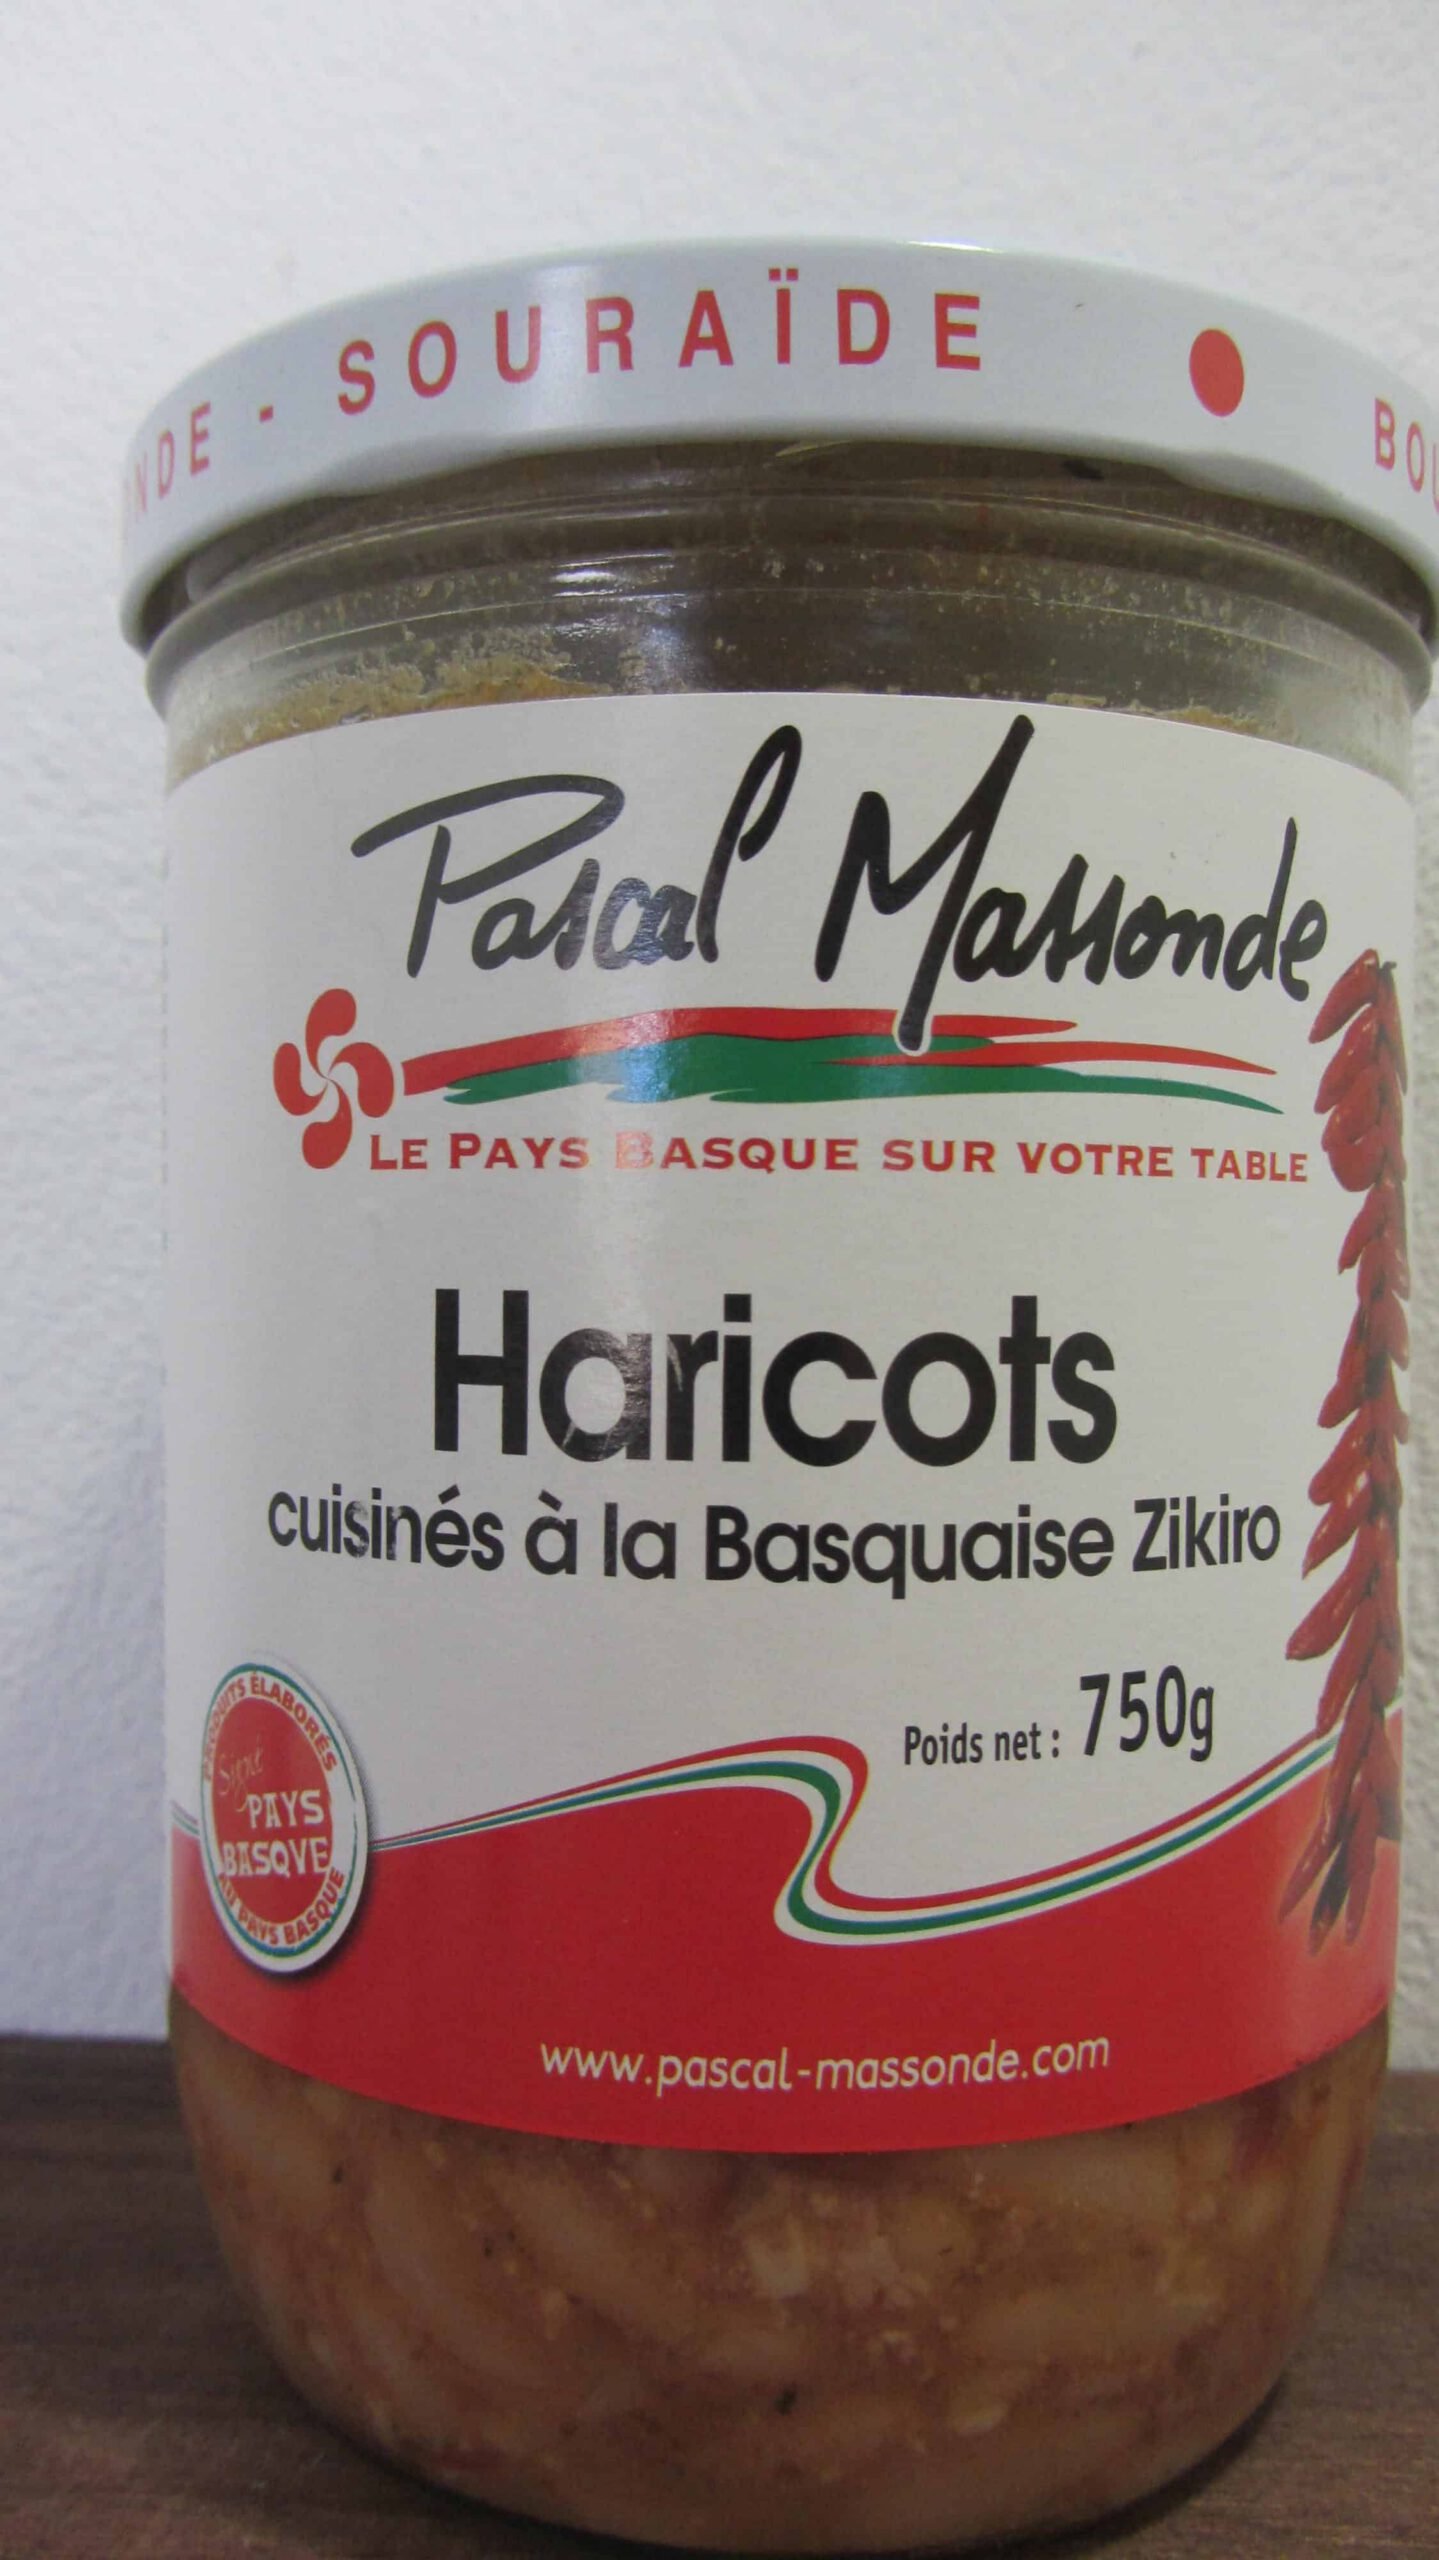 NDE - SOURAÏDE ● BOU
Pascal Massonde
LE PAYS BASQUE SUR VOTRE TABLE
Haricots
cuisinés à la Basquaise Zikiro
Poids net : 750g
PRODUITS ÉLABORÉS
Signé
PAYS
BASQVE
AU PAYS BASQUE
www.pascal-massonde.com